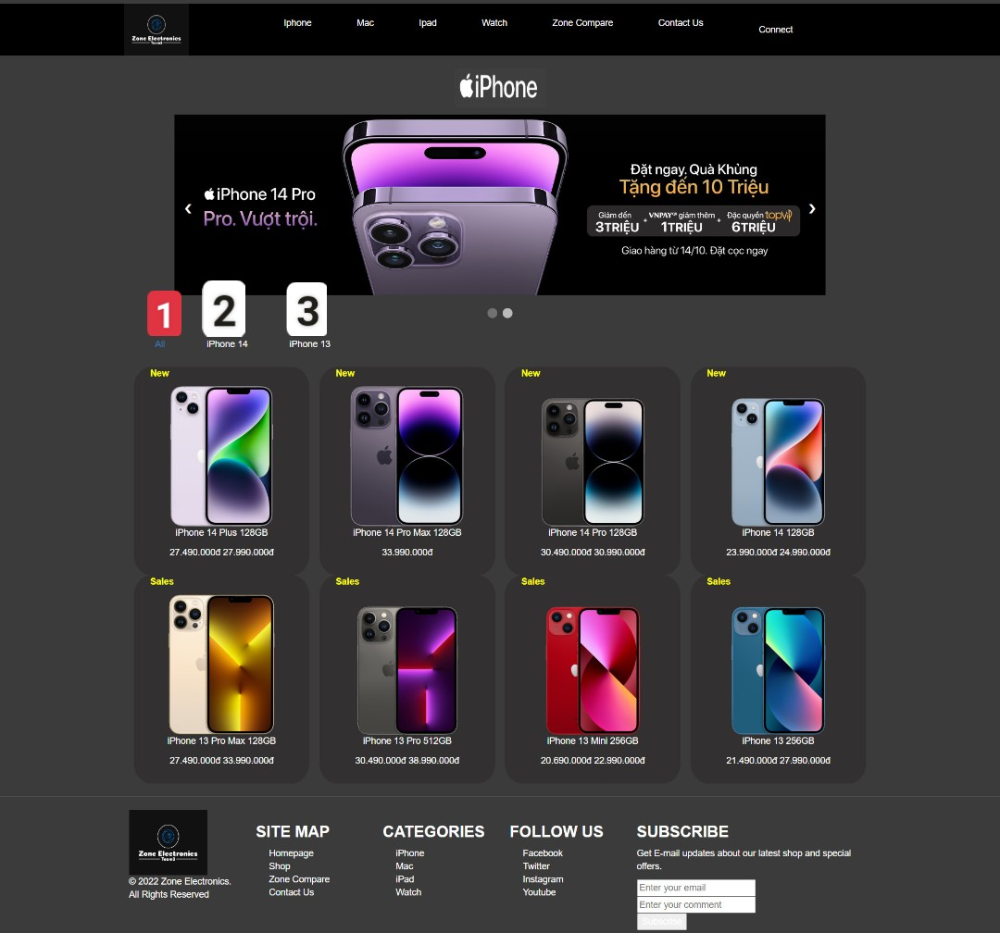 Zone Electronics
Team3
Iphone
Mac
Ipad
Watch
Zone Compare
Contact Us
Connect
iPhone
iPhone 14 Pro
Pro. Vượt trội.
Đặt ngay, Quà Khủng
Tặng đến 10 Triệu
Giảm đến
3TRIỆU
+
VNPAY giảm thêm
1TRIỆU
+
Đặc quyền topvip
6TRIỆU
Giao hàng từ 14/10. Đặt cọc ngay
1
2
3
All
iPhone 14
iPhone 13
New
New
New
New
iPhone 14 Plus 128GB
iPhone 14 Pro Max 128GB
iPhone 14 Pro 128GB
iPhone 14 128GB
27.490.000đ 27.990.000đ
33.990.000đ
30.490.000đ 30.990.000đ
23.990.000đ 24.990.000đ
Sales
Sales
Sales
Sales
iPhone 13 Pro Max 128GB
iPhone 13 Pro 512GB
iPhone 13 Mini 256GB
iPhone 13 256GB
27.490.000đ 33.990.000đ
30.490.000đ 38.990.000đ
20.690.000đ 22.990.000đ
21.490.000đ 27.990.000đ
Zone Electronics
Team3
© 2022 Zone Electronics.
All Rights Reserved
SITE MAP
Homepage
Shop
Zone Compare
Contact Us
CATEGORIES
iPhone
Mac
iPad
Watch
FOLLOW US
Facebook
Twitter
Instagram
Youtube
SUBSCRIBE
Get E-mail updates about our latest shop and special
offers.
Enter your email
Enter your comment
Subscribe